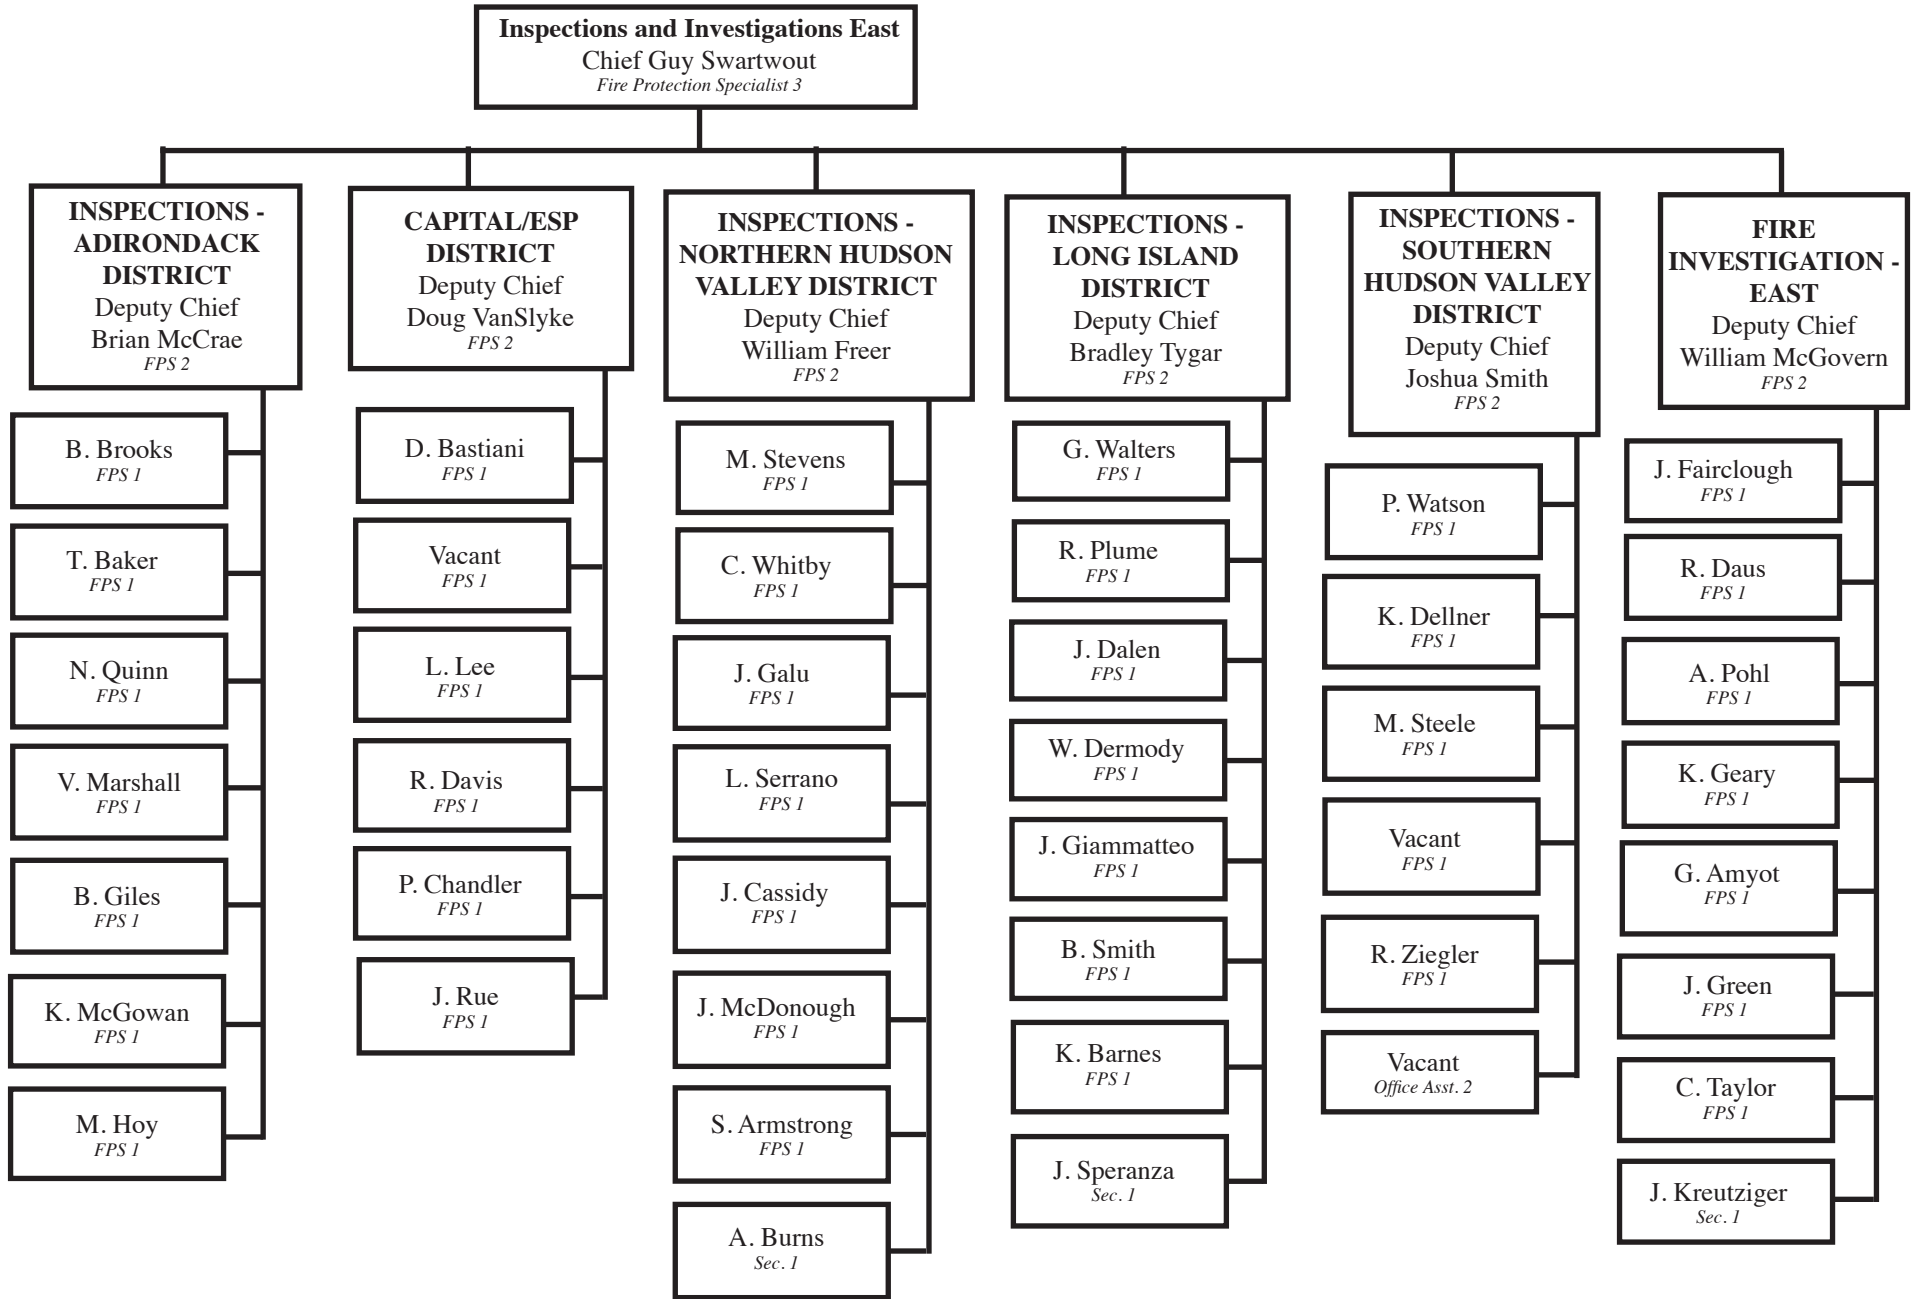 Inspections and Investigations East
Chief Guy Swartwout
Fire Protection Specialist 3
INSPECTIONS -
ADIRONDACK
DISTRICT
Deputy Chief
Brian McCrae
FPS 2
B. Brooks
FPS 1
T. Baker
FPS 1
N. Quinn
FPS 1
V. Marshall
FPS 1
B. Giles
FPS 1
K. McGowan
FPS 1
M. Hoy
FPS 1
CAPITAL/ESP
DISTRICT
Deputy Chief
Doug VanSlyke
FPS 2
D. Bastiani
FPS 1
Vacant
FPS 1
L. Lee
FPS 1
R. Davis
FPS 1
P. Chandler
FPS 1
J. Rue
FPS 1
INSPECTIONS -
NORTHERN HUDSON
VALLEY DISTRICT
Deputy Chief
William Freer
FPS 2
M. Stevens
FPS 1
C. Whitby
FPS 1
J. Galu
FPS 1
L. Serrano
FPS 1
J. Cassidy
FPS 1
J. McDonough
FPS 1
S. Armstrong
FPS 1
A. Burns
Sec. 1
INSPECTIONS -
LONG ISLAND
DISTRICT
Deputy Chief
Bradley Tygar
FPS 2
G. Walters
FPS 1
R. Plume
FPS 1
J. Dalen
FPS 1
W. Dermody
FPS 1
J. Giammatteo
FPS 1
B. Smith
FPS 1
K. Barnes
FPS 1
J. Speranza
Sec. 1
INSPECTIONS -
SOUTHERN
HUDSON VALLEY
DISTRICT
Deputy Chief
Joshua Smith
FPS 2
P. Watson
FPS 1
K. Dellner
FPS 1
M. Steele
FPS 1
Vacant
FPS 1
R. Ziegler
FPS 1
Vacant
Office Asst. 2
FIRE
INVESTIGATION -
EAST
Deputy Chief
William McGovern
FPS 2
J. Fairclough
FPS 1
R. Daus
FPS 1
A. Pohl
FPS 1
K. Geary
FPS 1
G. Amyot
FPS 1
J. Green
FPS 1
C. Taylor
FPS 1
J. Kreutziger
Sec. 1